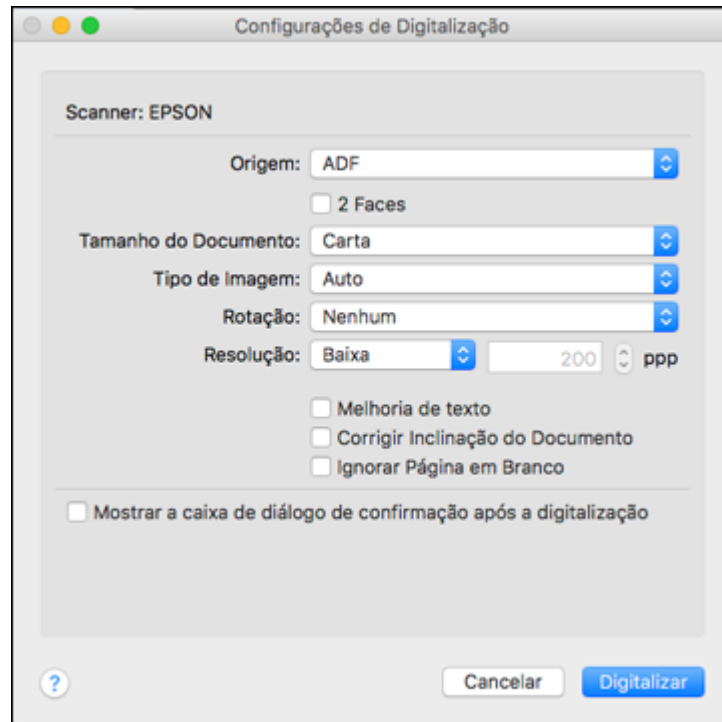 Configurações de Digitalização
Scanner: EPSON
Origem: ADF
2 Faces
Tamanho do Documento: Carta
Tipo de Imagem: Auto
Rotação: Nenhum
Resolução: Baixa 200 ppp
Melhoria de texto
Corrigir Inclinação do Documento
Ignorar Página em Branco
Mostrar a caixa de diálogo de confirmação após a digitalização
? Cancelar Digitalizar